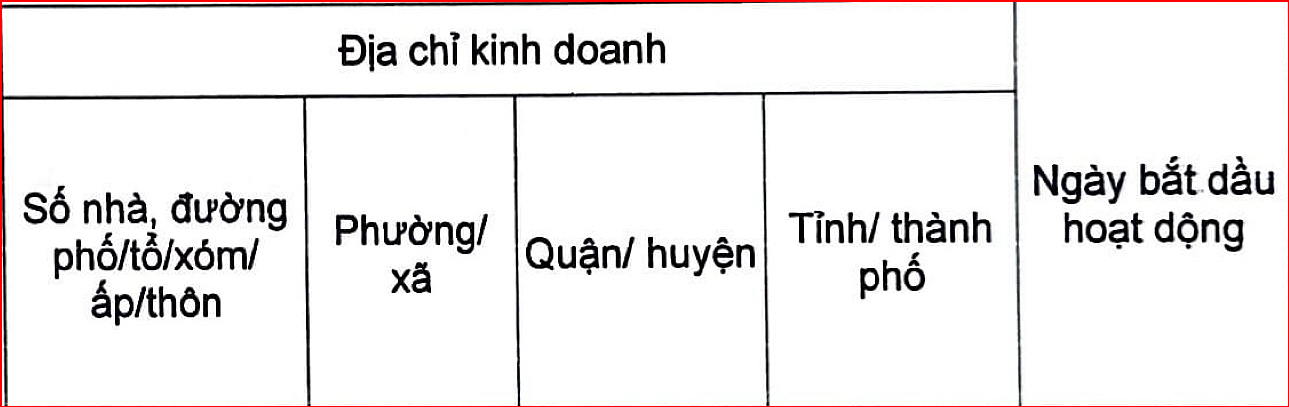 Địa chỉ kinh doanh
Số nhà, đường
phố/tổ/xóm/
ấp/thôn
Phường/
xã
Quận/ huyện
Tỉnh/ thành
phố
Ngày bắt dầu
hoạt dộng